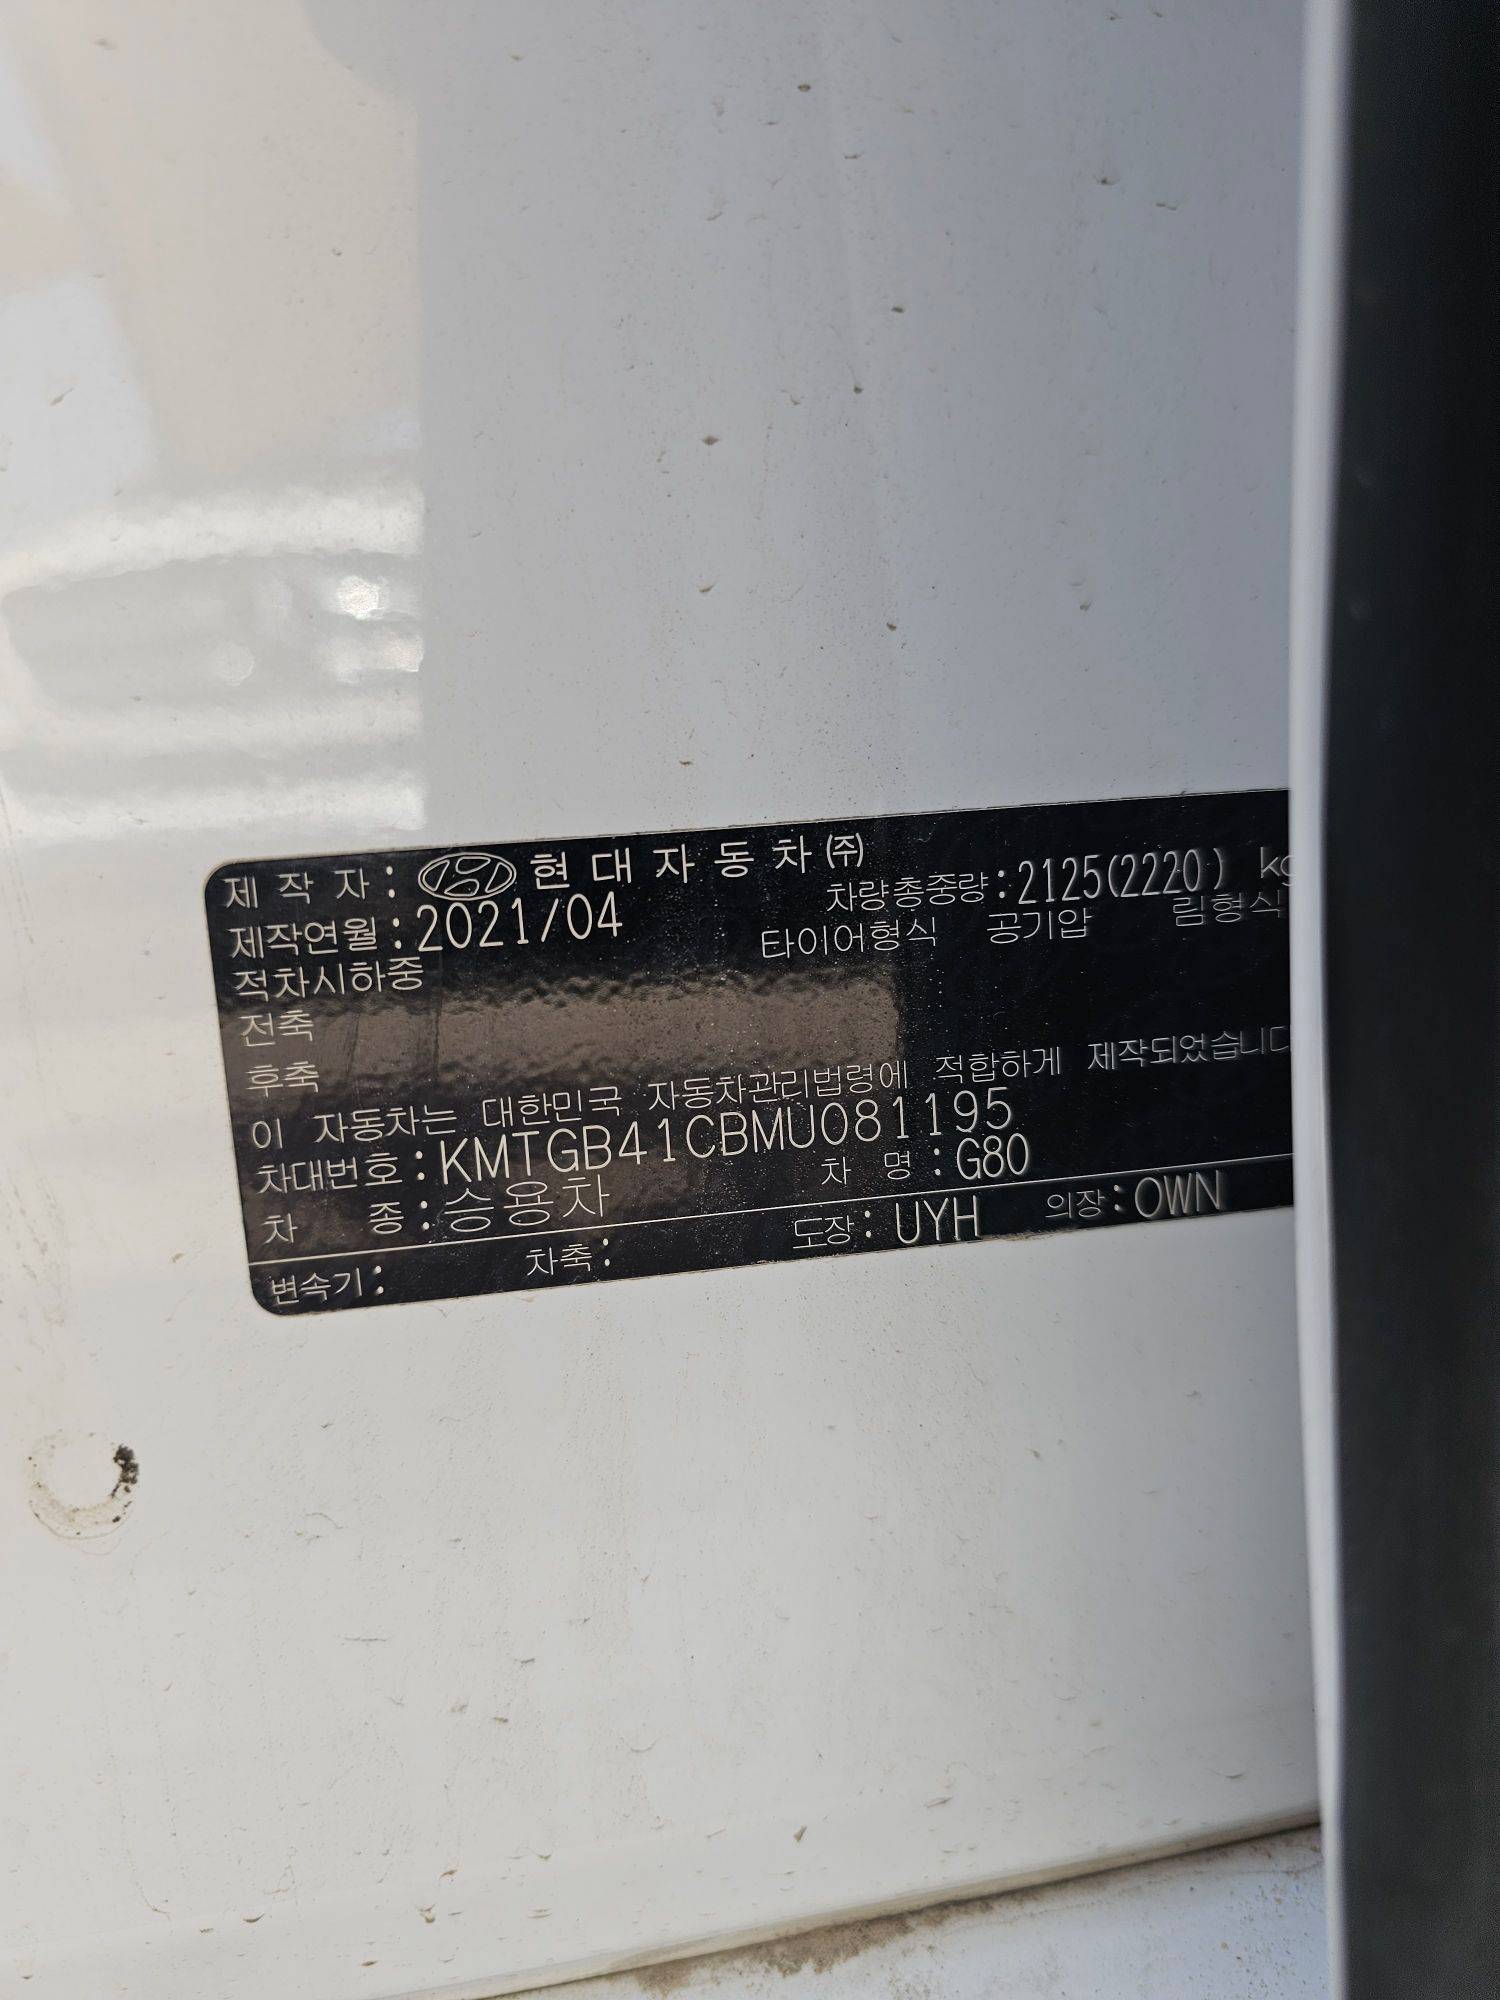 제 작 자 : 현 대 자 동 차 ㈜
차량총중량 : 2125(2220) kg
제작연월 : 2021/04
타이어형식 공기압 림형식
적차시하중
전축
후축
이 자동차는 대한민국 자동차관리법령에 적합하게 제작되었습니다
차대번호 : KMTGB41CBMU081195
차 종 : 승용차 차 명 : G80
변속기 : 차축 : 도장 : UYH 의장 : OWN